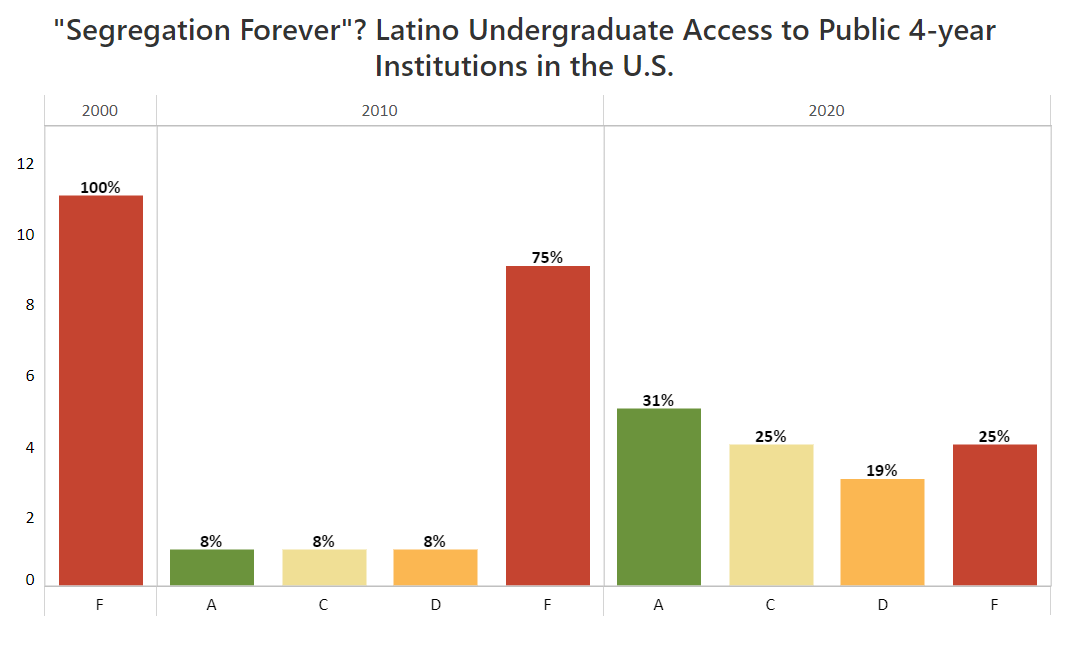 "Segregation Forever"? Latino Undergraduate Access to Public 4-year
Institutions in the U.S.
2000 2010 2020
12
10
8
6
4
2
0
100%
8% 8% 8% 75%
31% 25% 19% 25%
F A C D F A C D F